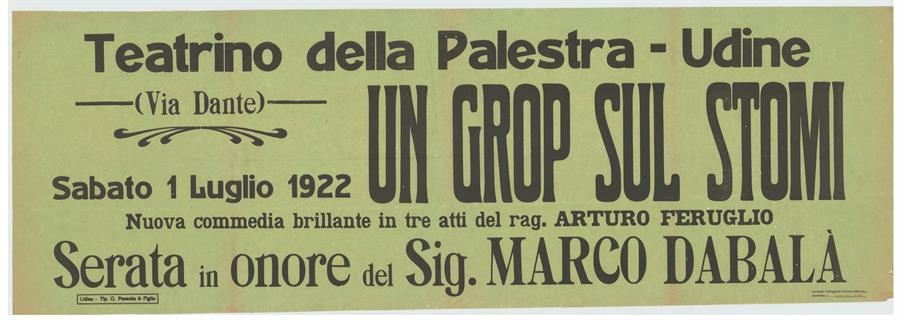 Teatrino della Palestra - Udine
(Via Dante)
UN GROP SUL STOMI
Sabato 1 Luglio 1922
Nuova commedia brillante in tre atti del rag. ARTURO FERUGLIO
Serata in onore del Sig. MARCO DABALÀ
Udine - Tip. G. & Figlio